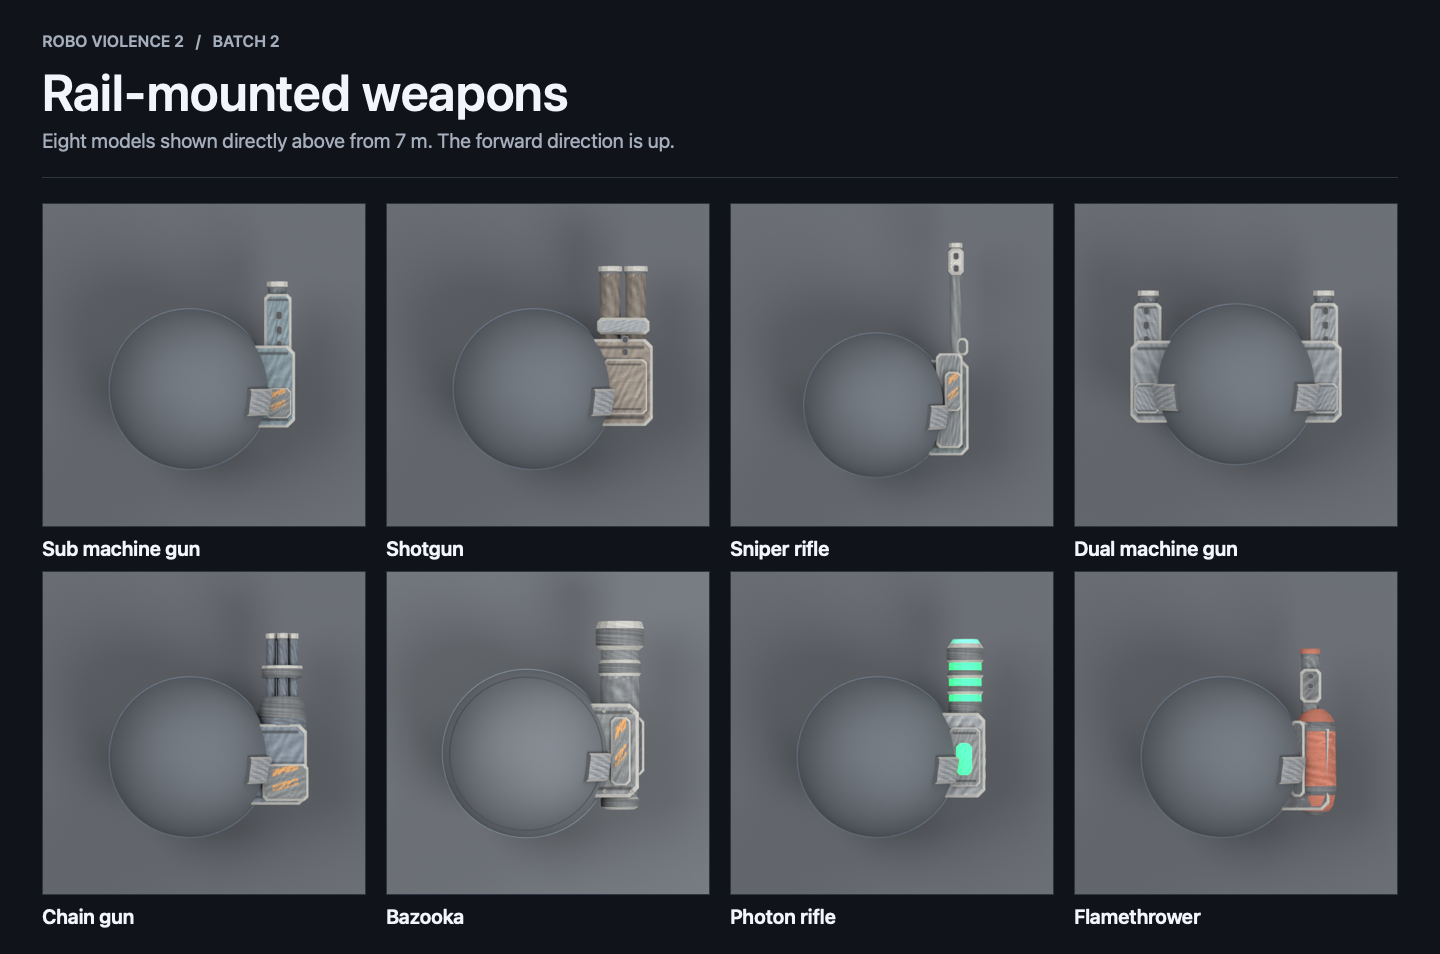 ROBO VIOLENCE 2 / BATCH 2
Rail-mounted weapons
Eight models shown directly above from 7 m. The forward direction is up.
Sub machine gun
Shotgun
Sniper rifle
Dual machine gun
Chain gun
Bazooka
Photon rifle
Flamethrower